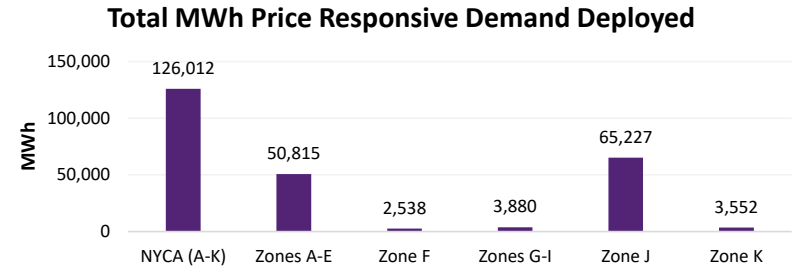 Total MWh Price Responsive Demand Deployed
MWh
150,000
100,000
50,000
0
126,012
50,815
2,538
3,880
65,227
3,552
NYCA (A-K)
Zones A-E
Zone F
Zones G-I
Zone J
Zone K